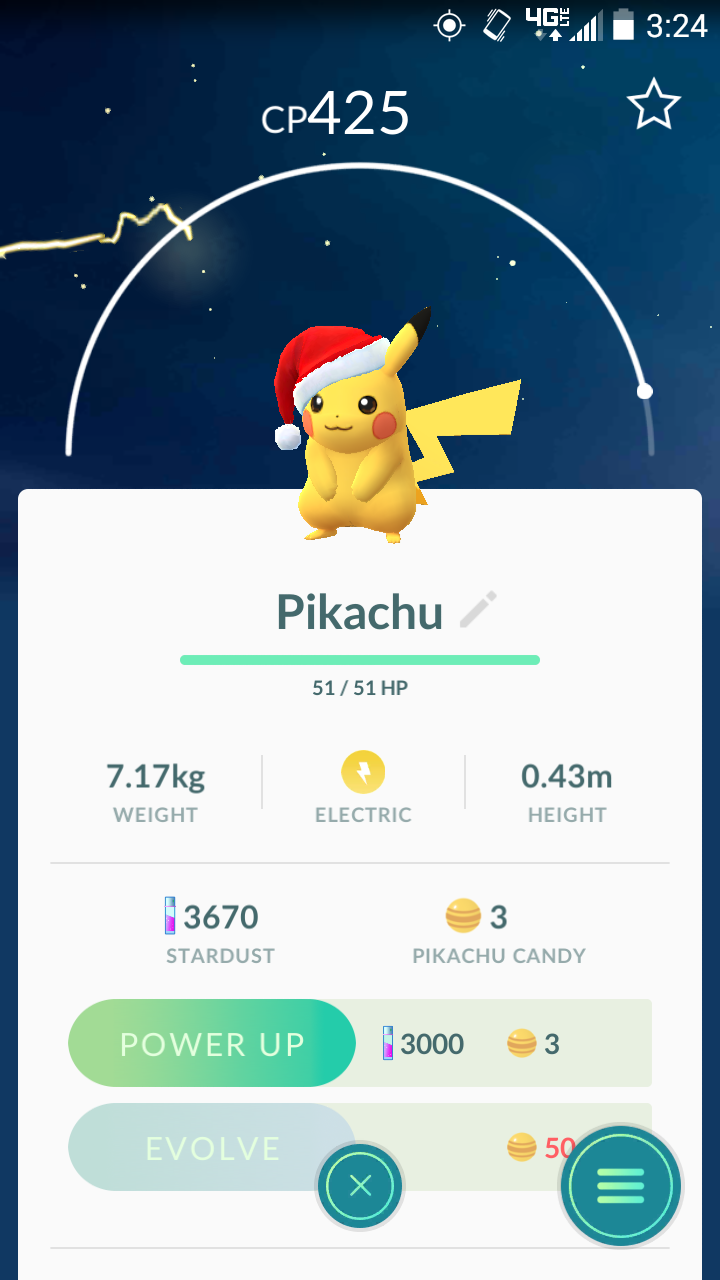 4G LTE 3:24
CP425
Pikachu
51 / 51 HP
7.17kg 0.43m
WEIGHT ELECTRIC HEIGHT
3670 3
STARDUST PIKACHU CANDY
POWER UP 3000 3
EVOLVE 50